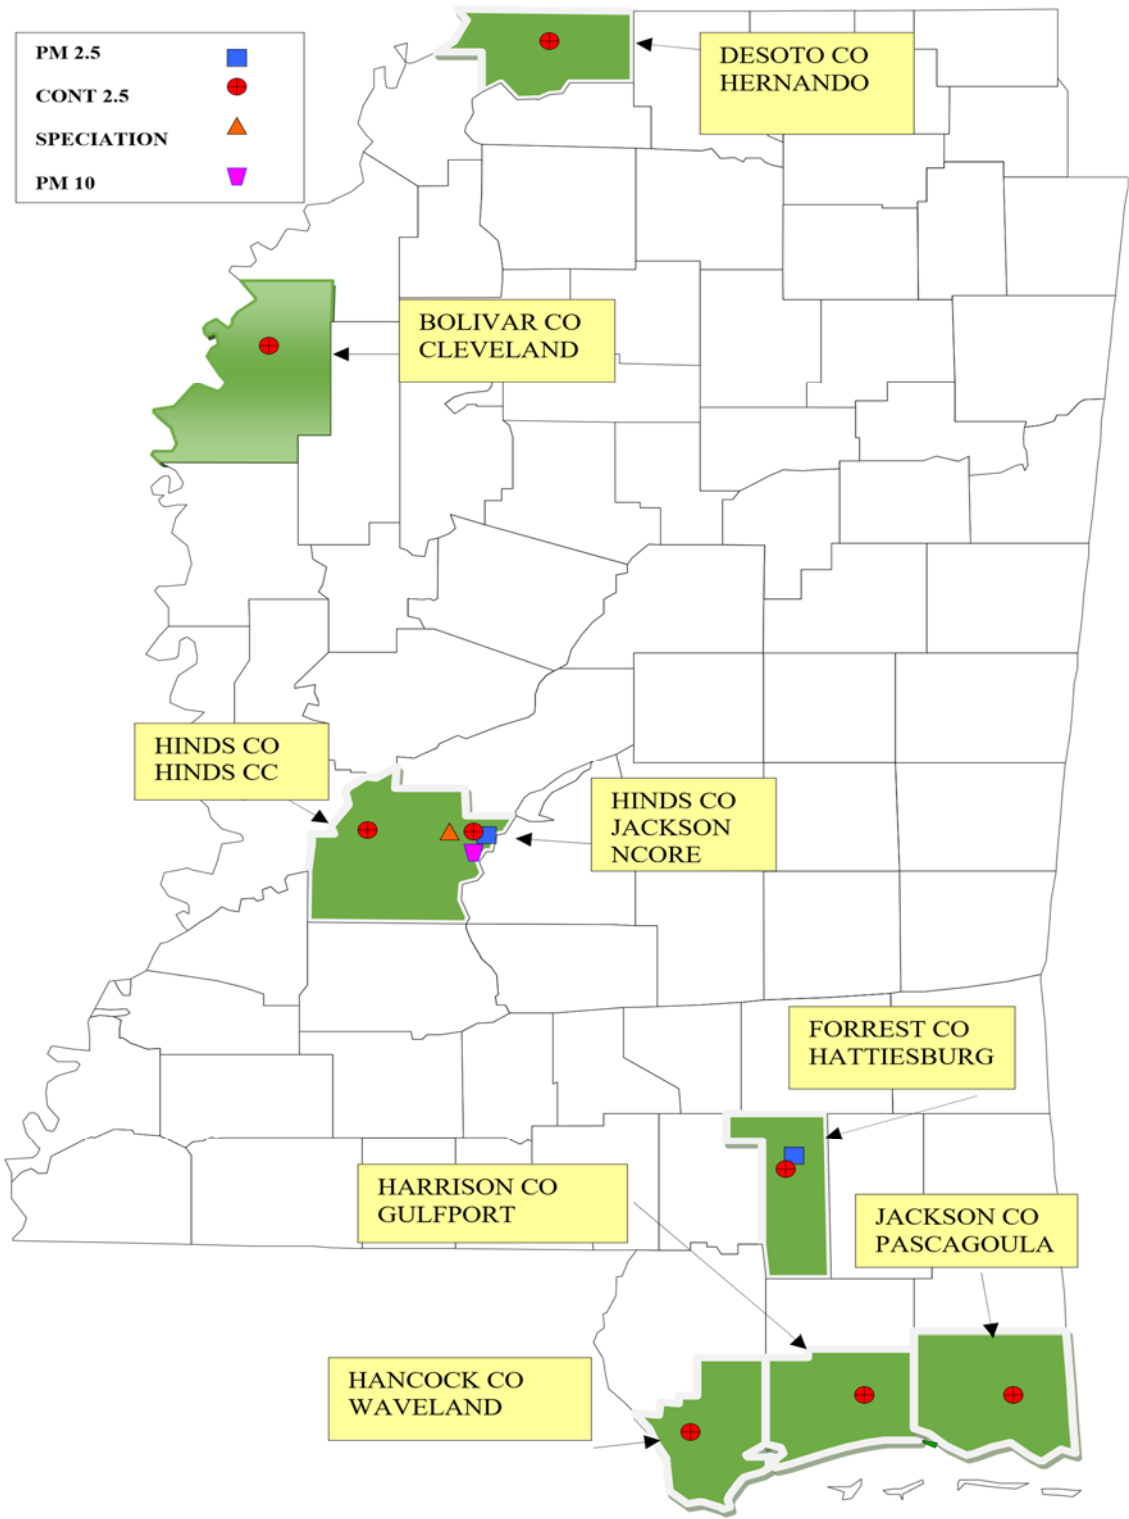 PM 2.5
CONT 2.5
SPECIATION
PM 10
DESOTO CO
HERNANDO
BOLIVAR CO
CLEVELAND
HINDS CO
HINDS CC
HINDS CO
JACKSON
NCORE
FORREST CO
HATTIESBURG
HARRISON CO
GULFPORT
JACKSON CO
PASCAGOULA
HANCOCK CO
WAVELAND